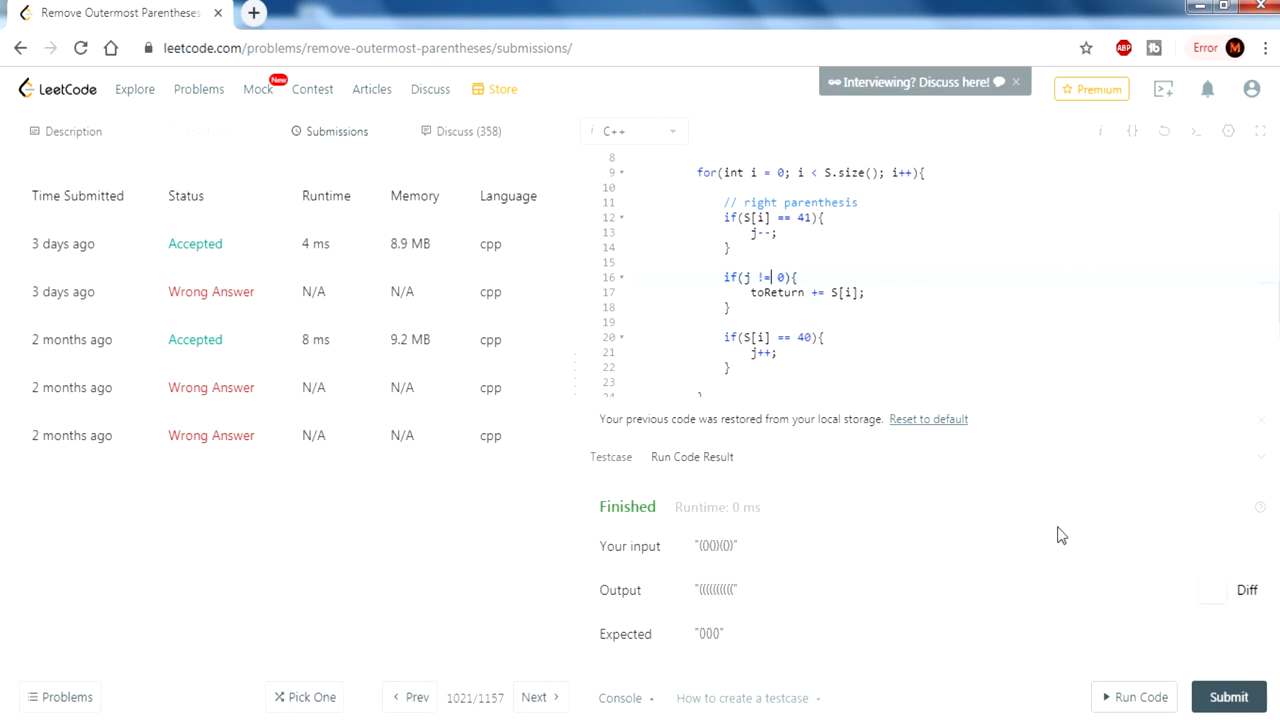 Remove Outermost Parentheses
leetcode.com/problems/remove-outermost-parentheses/submissions/
ABP
Error
M
LeetCode
Explore
Problems
Mock
New
Contest
Articles
Discuss
Store
Interviewing? Discuss here!
Premium
Description
Submissions
Discuss (358)
i C++
Time Submitted Status Runtime Memory Language
3 days ago Accepted 4 ms 8.9 MB cpp
3 days ago Wrong Answer N/A N/A cpp
2 months ago Accepted 8 ms 9.2 MB cpp
2 months ago Wrong Answer N/A N/A cpp
2 months ago Wrong Answer N/A N/A cpp
8
9 for(int i = 0; i < S.size(); i++){
10
11 // right parenthesis
12 if(S[i] == 41){
13 j--;
14 }
15
16 if(j != 0){
17 toReturn += S[i];
18 }
19
20 if(S[i] == 40){
21 j++;
22 }
23
Your previous code was restored from your local storage. Reset to default
Testcase Run Code Result
Finished Runtime: 0 ms
Your input "(()())(())"
Output "(((((((((("
Diff
Expected "()()()"
Problems
Pick One
Prev
1021/1157
Next
Console
How to create a testcase
Run Code
Submit